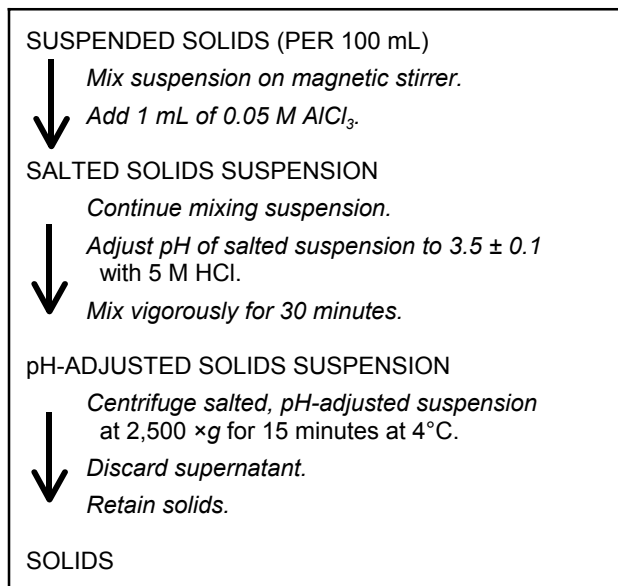 SUSPENDED SOLIDS (PER 100 mL)
Mix suspension on magnetic stirrer.
Add 1 mL of 0.05 M AlCl₃.
SALTED SOLIDS SUSPENSION
Continue mixing suspension.
Adjust pH of salted suspension to 3.5 ± 0.1
with 5 M HCl.
Mix vigorously for 30 minutes.
pH-ADJUSTED SOLIDS SUSPENSION
Centrifuge salted, pH-adjusted suspension
at 2,500 ×g for 15 minutes at 4°C.
Discard supernatant.
Retain solids.
SOLIDS